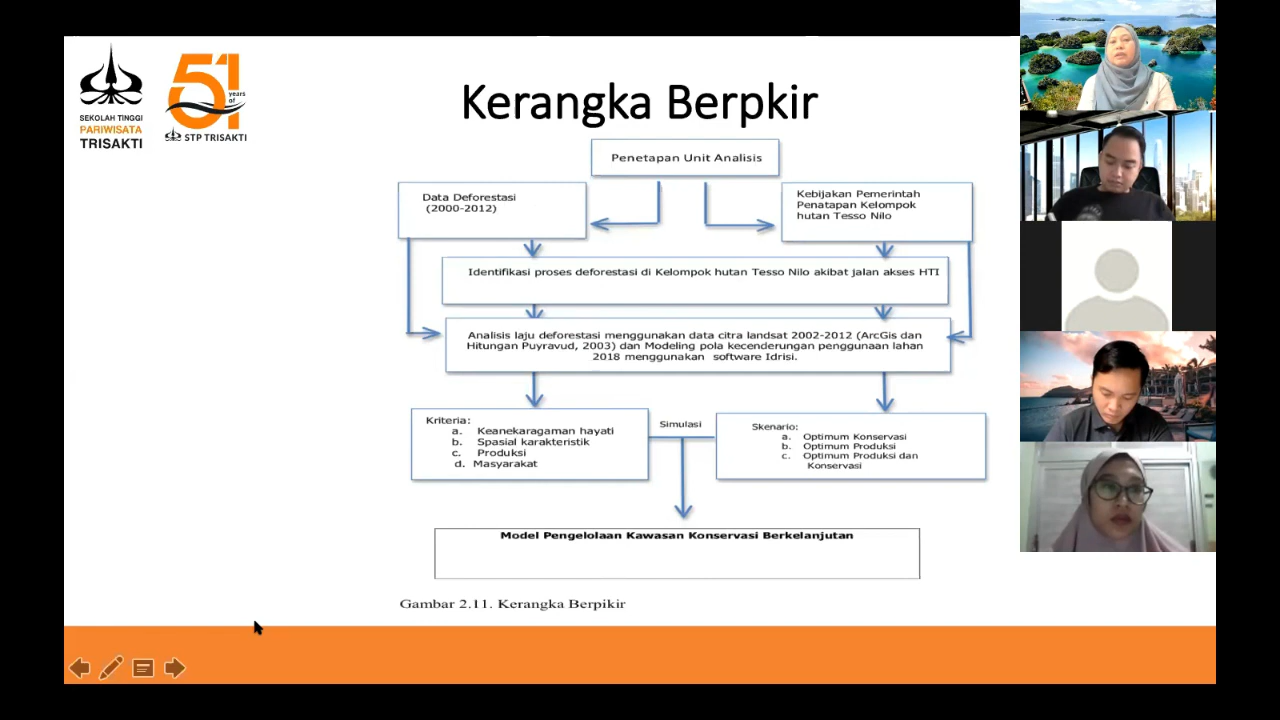 SEKOLAH TINGGI
PARIWISATA
TRISAKTI
51
years
of
STP TRISAKTI
Kerangka Berpkir
Penetapan Unit Analisis
Data Deforestasi
(2000-2012)
Kebijakan Pemerintah
Penatapan Kelompok
hutan Tesso Nilo
Identifikasi proses deforestasi di Kelompok hutan Tesso Nilo akibat jalan akses HTI
Analisis laju deforestasi menggunakan data citra landsat 2002-2012 (ArcGis dan
Hitungan Puyravud, 2003) dan Modeling pola kecenderungan penggunaan lahan
2018 menggunakan software Idrisi.
Kriteria:
a. Keanekaragaman hayati
b. Spasial karakteristik
c. Produksi
d. Masyarakat
Simulasi
Skenario:
a. Optimum Konservasi
b. Optimum Produksi
c. Optimum Produksi dan
Konservasi
Model Pengelolaan Kawasan Konservasi Berkelanjutan
Gambar 2.11. Kerangka Berpikir